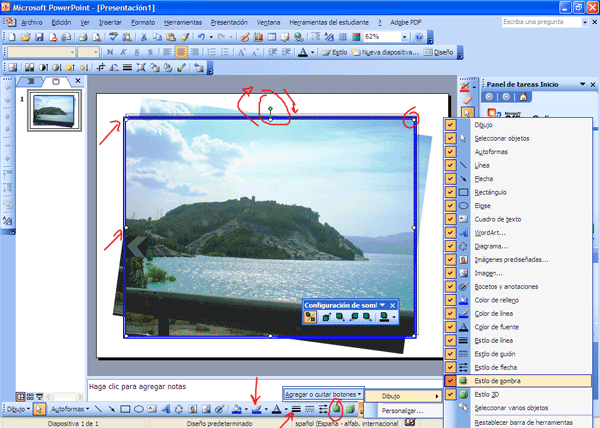 Microsoft PowerPoint - [Presentación1]
Archivo Edición Ver Insertar Formato Herramientas Presentación Ventana Herramientas del estudiante ? Adobe PDF
Escriba una pregunta
62%
N K S S
Estilo Nueva diapositiva... Diseño
Panel de tareas Inicio
1
Dibujo
Seleccionar objetos
Autoformas
Línea
Flecha
Rectángulo
Elipse
Cuadro de texto
WordArt...
Diagrama...
Imágenes prediseñadas...
Imagen...
Bocetos y anotaciones
Color de relleno
Color de línea
Color de fuente
Estilo de línea
Estilo de guión
Estilo de flecha
Estilo de sombra
Estilo 3D
Seleccionar varios objetos
Restablecer barra de herramientas
Configuración de soml
Haga clic para agregar notas
Agregar o quitar botones
Dibujo
Personalizar...
Dibujo Autoformas
Diapositiva 1 de 1 Diseño predeterminado spañol (España - alfab. internacional